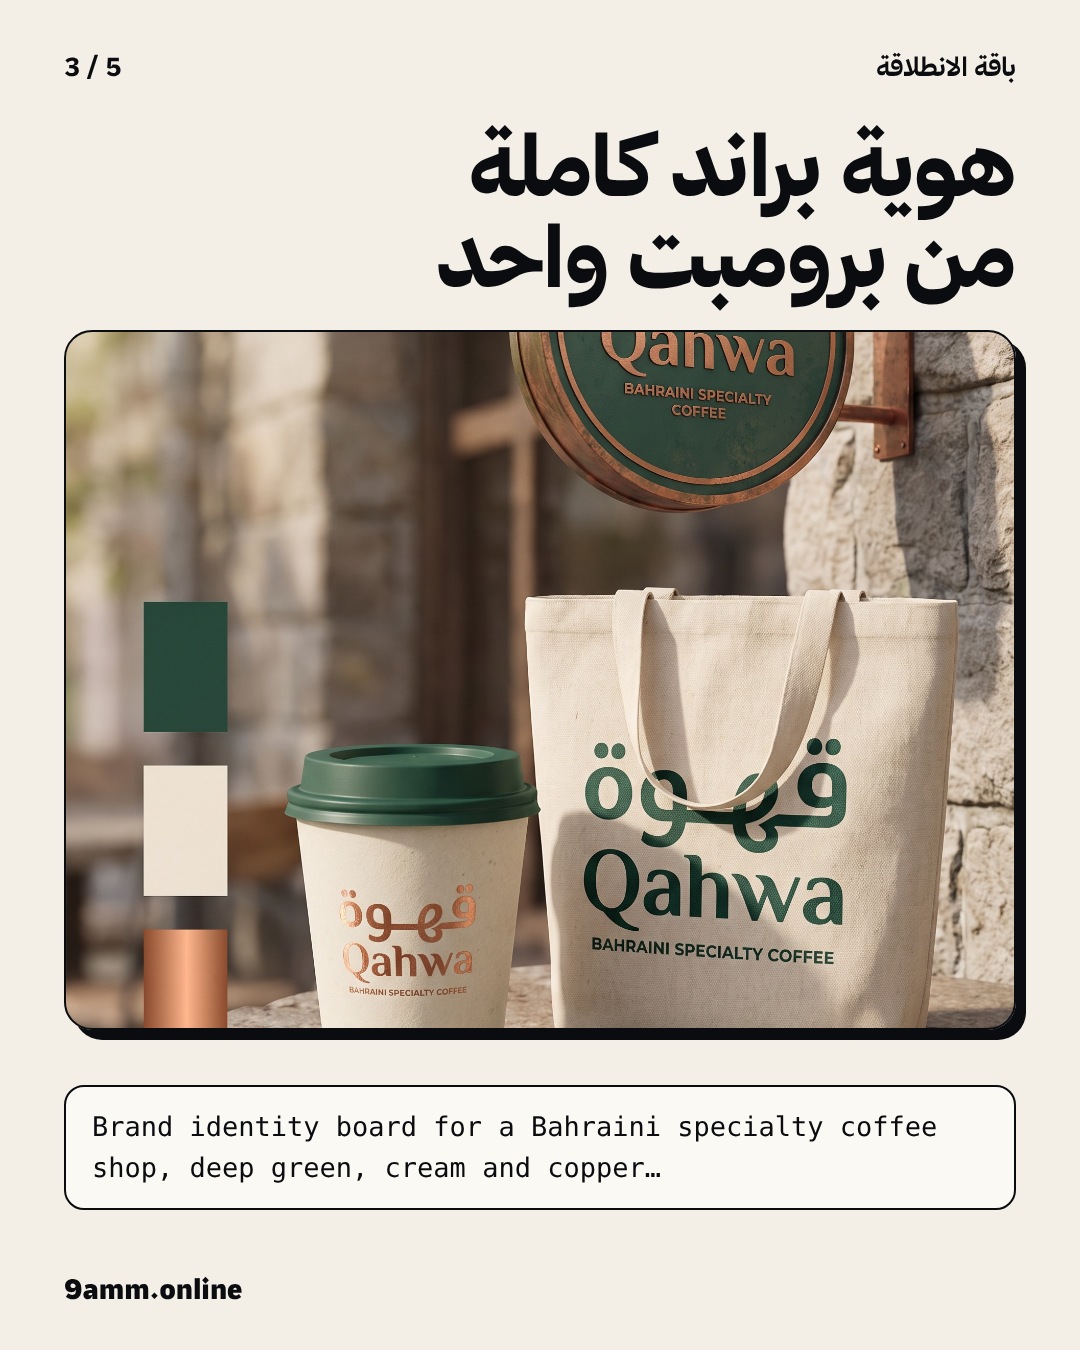 باقة الانطلاقة
3 / 5
هوية براند كاملة
من برومبت واحد
Qahwa
BAHRAINI SPECIALTY
COFFEE
قهوة
Qahwa
BAHRAINI SPECIALTY COFFEE
قهوة
Qahwa
BAHRAINI SPECIALTY COFFEE
Brand identity board for a Bahraini specialty coffee
shop, deep green, cream and copper…
9amm.online